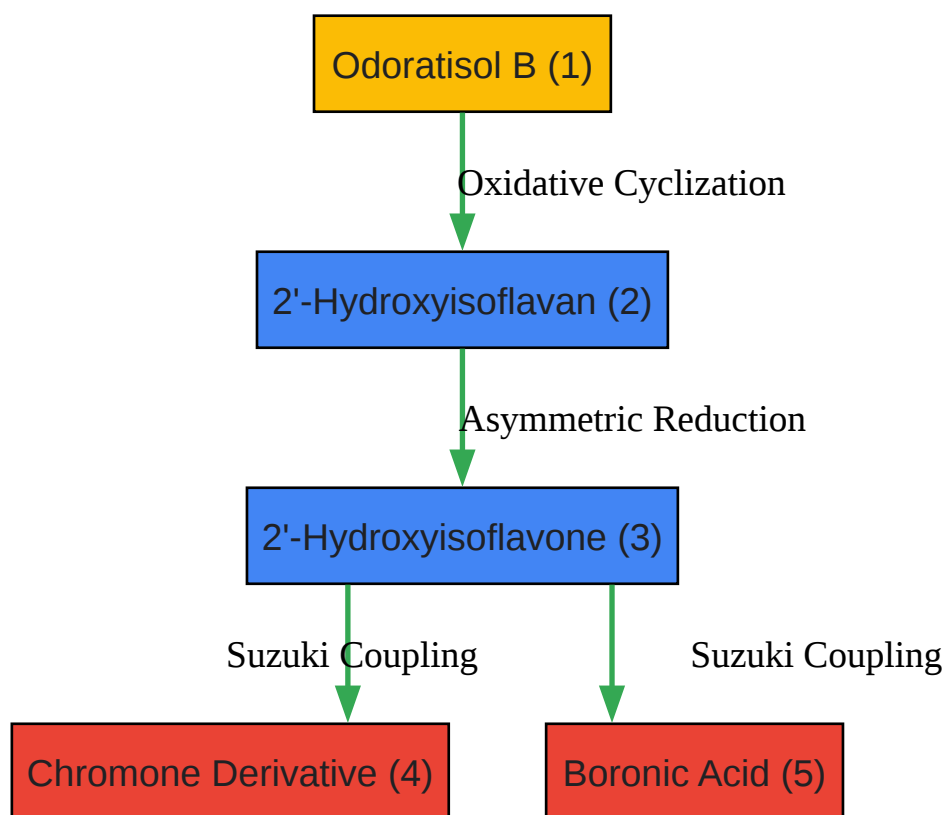 Odoratisol B (1)
Oxidative Cyclization
2'-Hydroxyisoflavan (2)
Asymmetric Reduction
2'-Hydroxyisoflavone (3)
Suzuki Coupling
Suzuki Coupling
Chromone Derivative (4)
Boronic Acid (5)